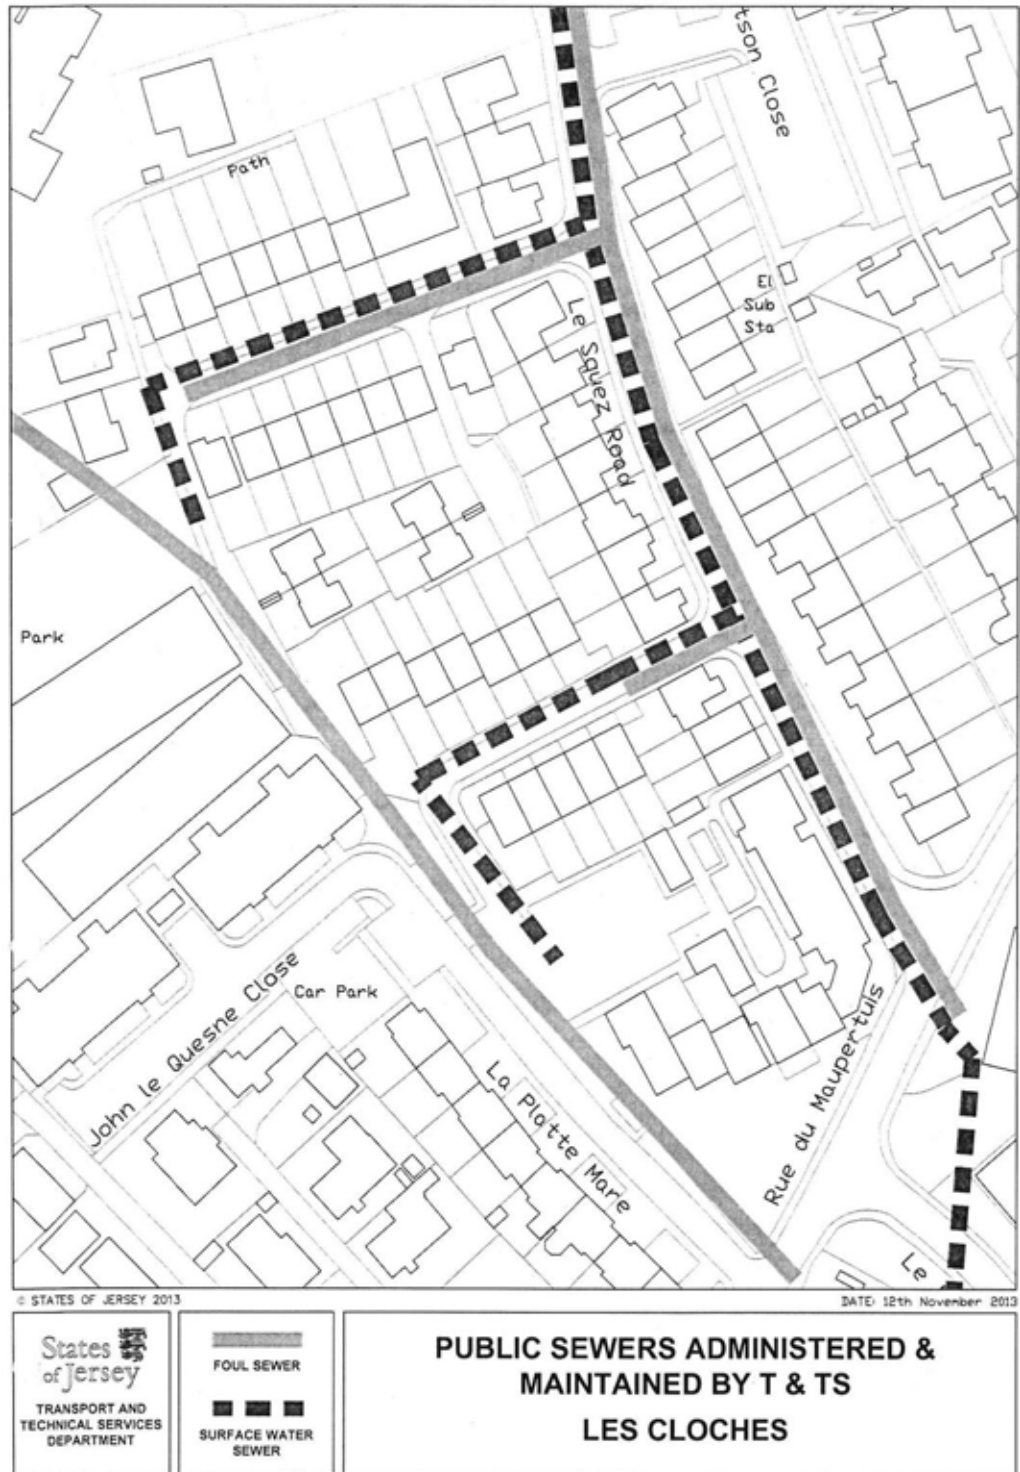 tson Close
Path
El
Sub
Sta
Le Squez Road
Park
Car Park
John le Quesne Close
La Platte Mare
Rue du Maupertuis
Le
© STATES OF JERSEY 2013
DATE: 12th November 2013
States
of Jersey
TRANSPORT AND
TECHNICAL SERVICES
DEPARTMENT
FOUL SEWER
SURFACE WATER
SEWER
PUBLIC SEWERS ADMINISTERED &
MAINTAINED BY T & TS
LES CLOCHES